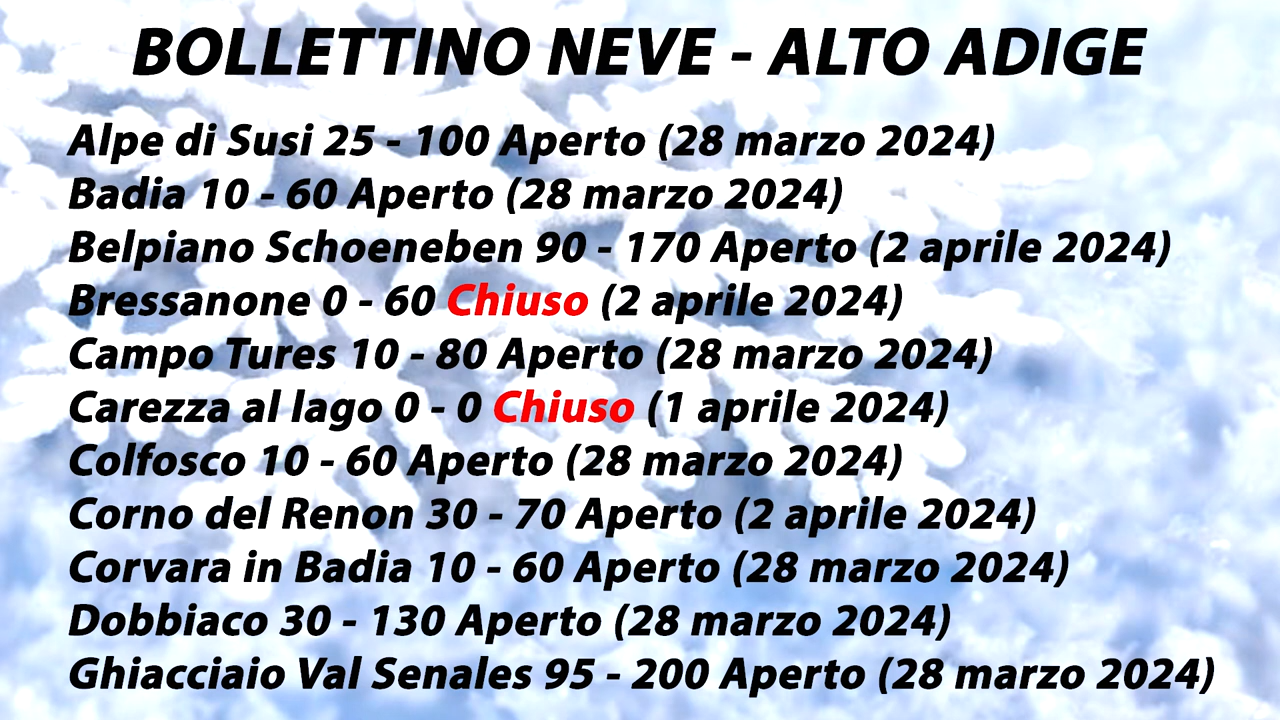 BOLLETTINO NEVE - ALTO ADIGE
Alpe di Susi 25 - 100 Aperto (28 marzo 2024)
Badia 10 - 60 Aperto (28 marzo 2024)
Belpiano Schoeneben 90 - 170 Aperto (2 aprile 2024)
Bressanone 0 - 60 Chiuso (2 aprile 2024)
Campo Tures 10 - 80 Aperto (28 marzo 2024)
Carezza al lago 0 - 0 Chiuso (1 aprile 2024)
Colfosco 10 - 60 Aperto (28 marzo 2024)
Corno del Renon 30 - 70 Aperto (2 aprile 2024)
Corvara in Badia 10 - 60 Aperto (28 marzo 2024)
Dobbiaco 30 - 130 Aperto (28 marzo 2024)
Ghiacciaio Val Senales 95 - 200 Aperto (28 marzo 2024)